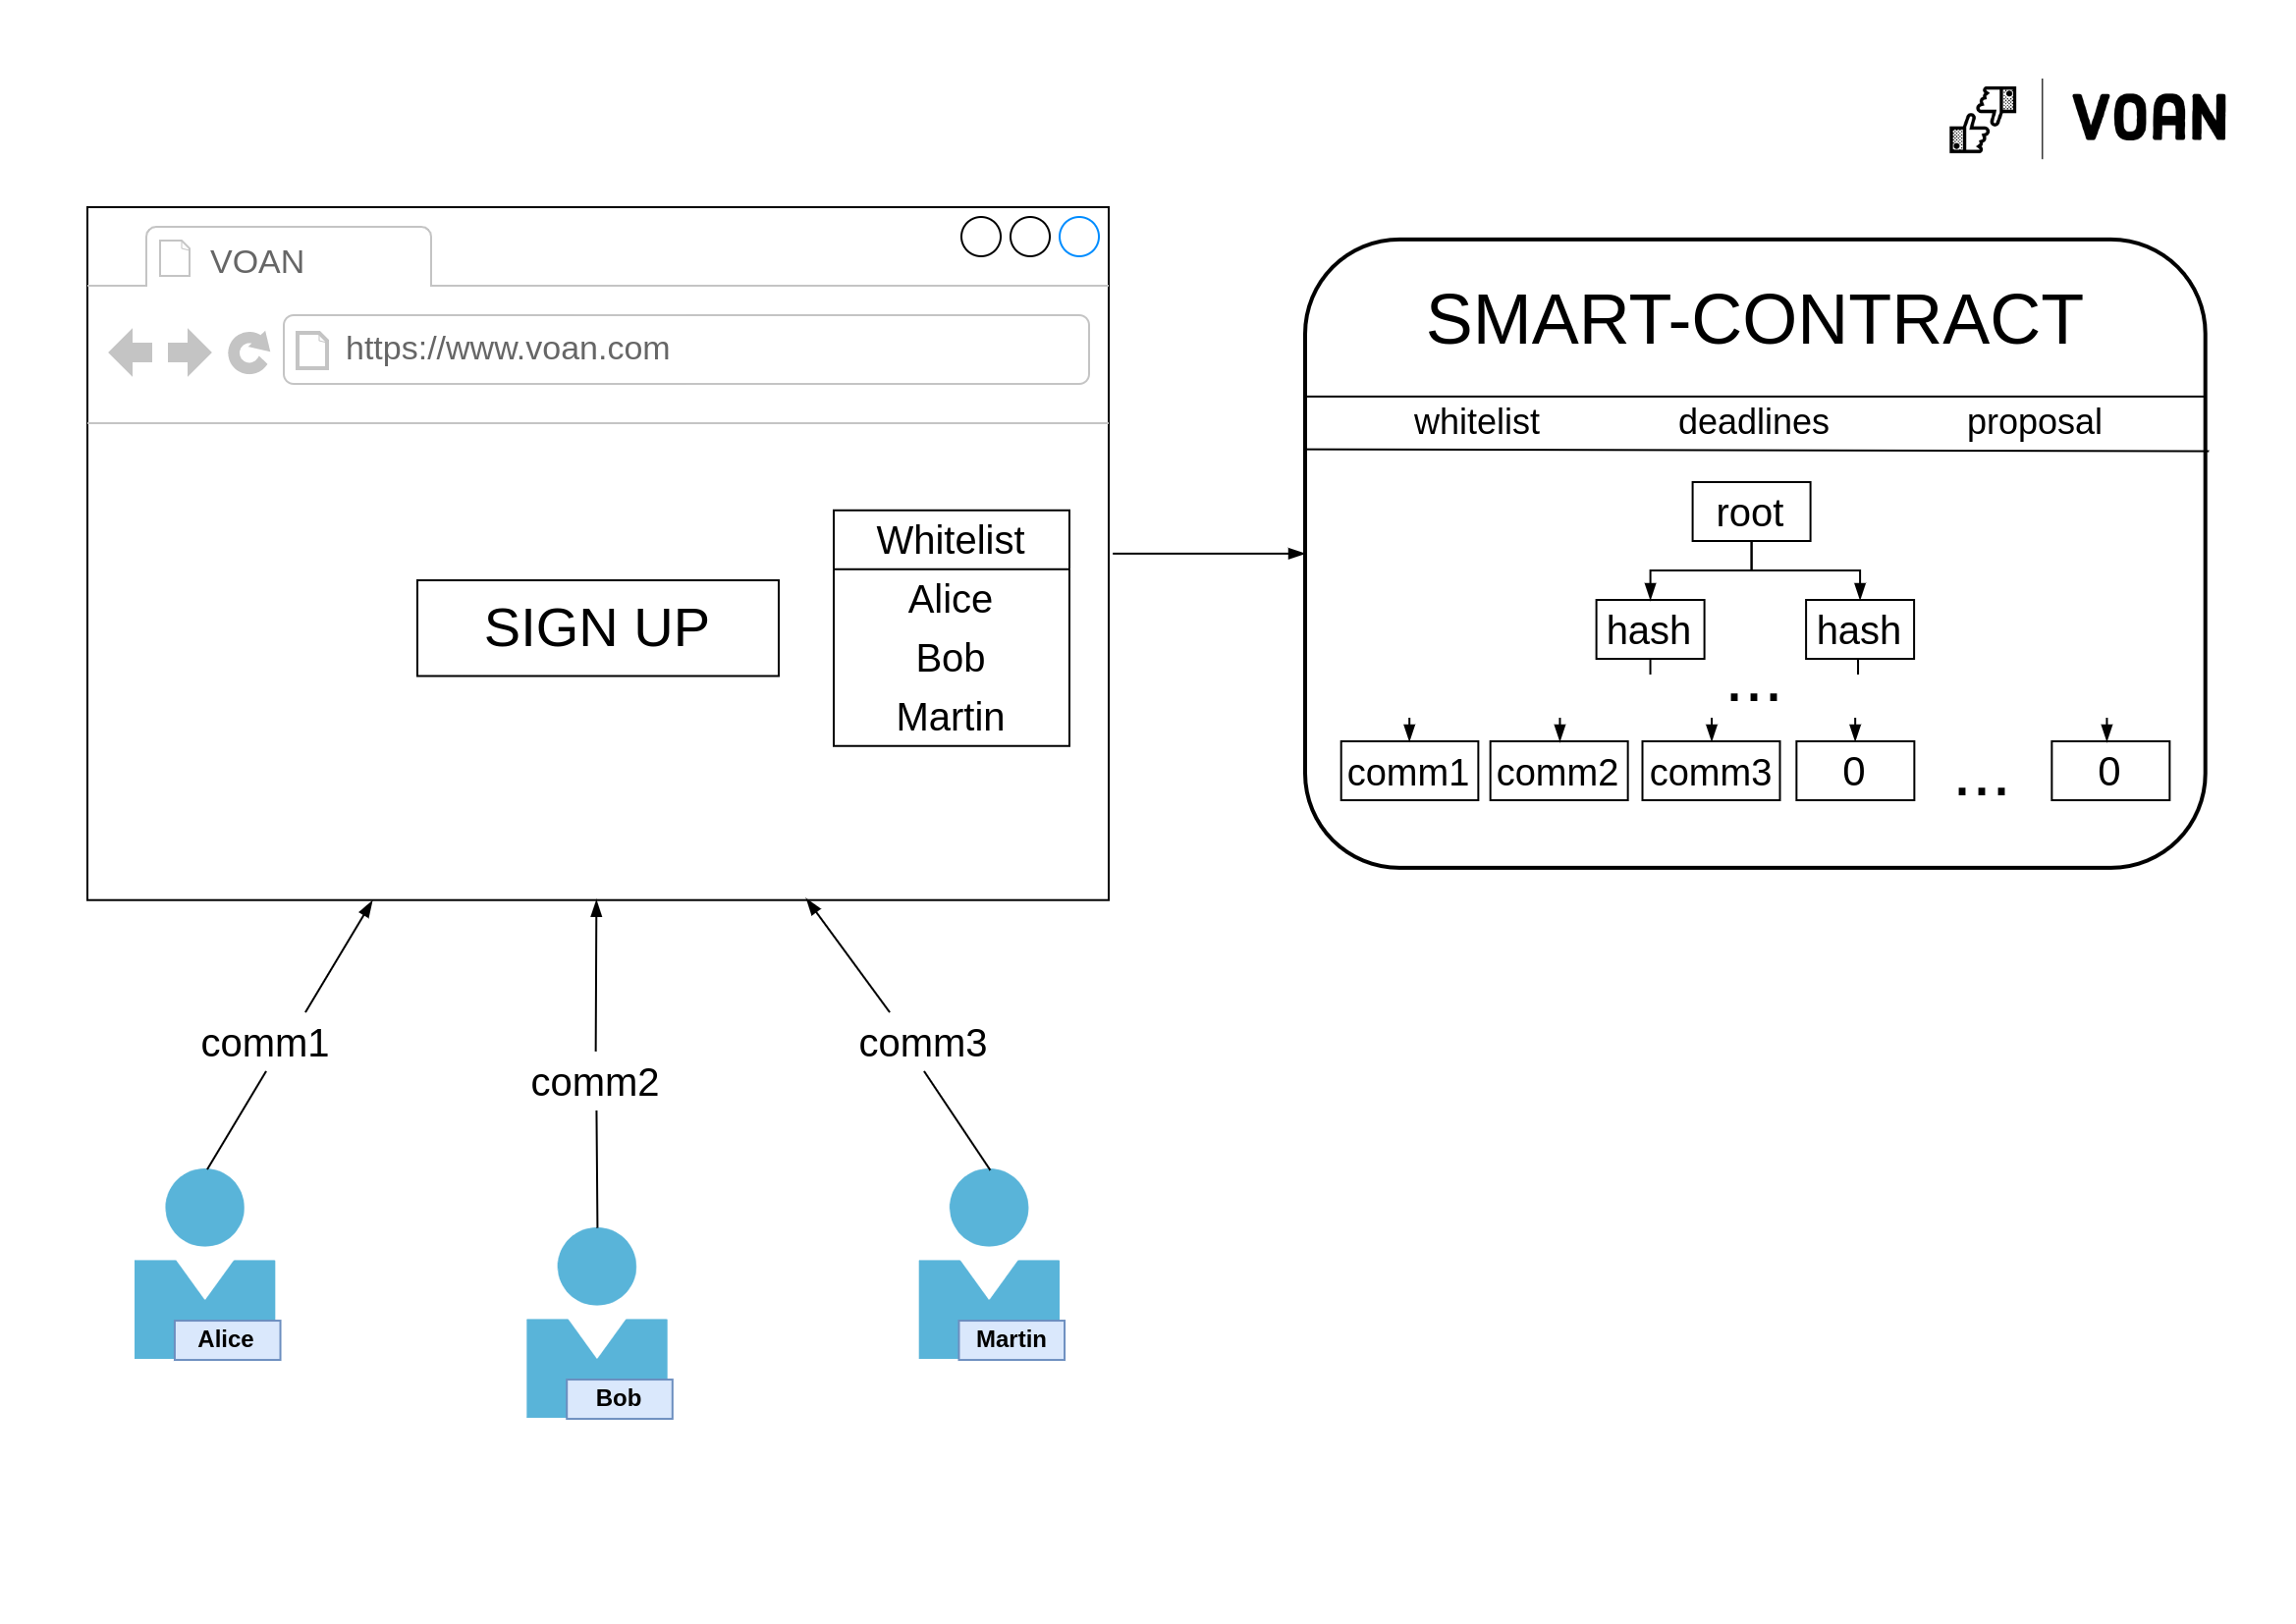 VOAN
VOAN
https://www.voan.com
SIGN UP
Whitelist
Alice
Bob
Martin
SMART-CONTRACT
whitelist deadlines proposal
root
hash hash
...
comm1 comm2 comm3 0 ... 0
comm1
comm2
comm3
Alice
Bob
Martin